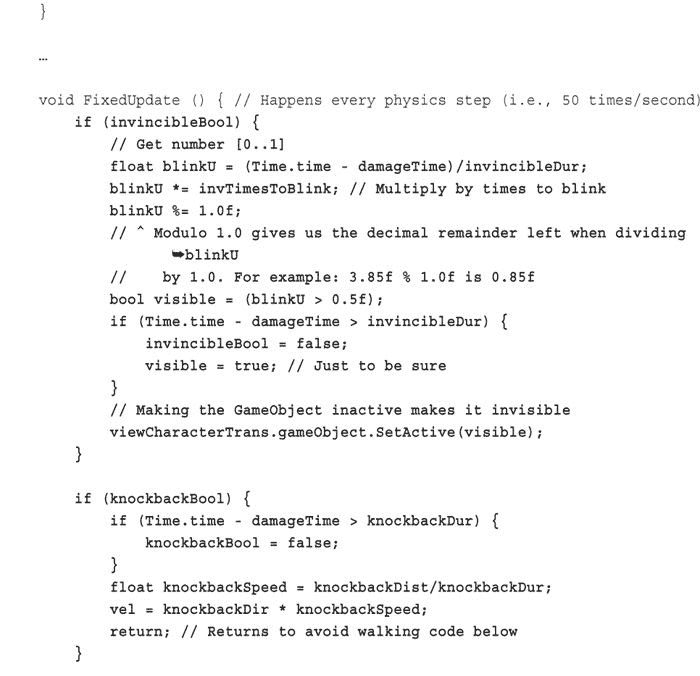 }
…
void FixedUpdate () { // Happens every physics step (i.e., 50 times/second)
    if (invincibleBool) {
        // Get number [0..1]
        float blinkU = (Time.time - damageTime)/invincibleDur;
        blinkU *= invTimesToBlink; // Multiply by times to blink
        blinkU %= 1.0f;
        // ^ Modulo 1.0 gives us the decimal remainder left when dividing
               ➥blinkU
        //    by 1.0. For example: 3.85f % 1.0f is 0.85f
        bool visible = (blinkU > 0.5f);
        if (Time.time - damageTime > invincibleDur) {
            invincibleBool = false;
            visible = true; // Just to be sure
        }
        // Making the GameObject inactive makes it invisible
        viewCharacterTrans.gameObject.SetActive(visible);
    }
    if (knockbackBool) {
        if (Time.time - damageTime > knockbackDur) {
            knockbackBool = false;
        }
        float knockbackSpeed = knockbackDist/knockbackDur;
        vel = knockbackDir * knockbackSpeed;
        return; // Returns to avoid walking code below
    }